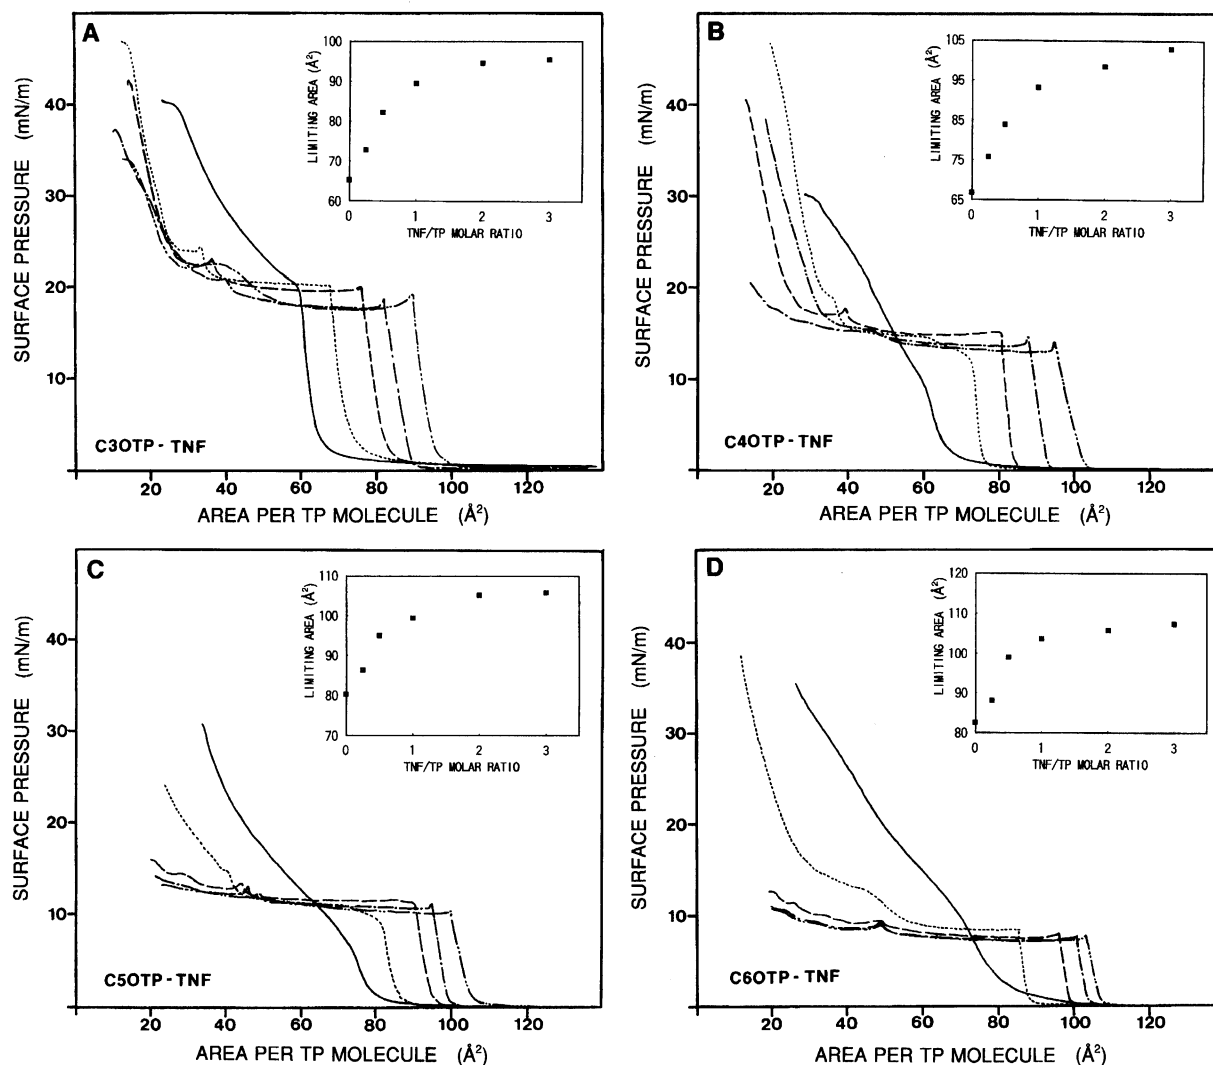 A
SURFACE PRESSURE (mN/m)
40
30
20
10
20 40 60 80 100 120
AREA PER TP MOLECULE (Å²)
C3OTP - TNF
LIMITING AREA (Å²)
100
90
80
70
60
0 1 2 3
TNF/TP MOLAR RATIO
B
SURFACE PRESSURE (mN/m)
40
30
20
10
20 40 60 80 100 120
AREA PER TP MOLECULE (Å²)
C4OTP - TNF
LIMITING AREA (Å²)
105
95
85
75
65
0 1 2 3
TNF/TP MOLAR RATIO
C
SURFACE PRESSURE (mN/m)
40
30
20
10
20 40 60 80 100 120
AREA PER TP MOLECULE (Å²)
C5OTP - TNF
LIMITING AREA (Å²)
110
100
90
80
70
0 1 2 3
TNF/TP MOLAR RATIO
D
SURFACE PRESSURE (mN/m)
40
30
20
10
20 40 60 80 100 120
AREA PER TP MOLECULE (Å²)
C6OTP - TNF
LIMITING AREA (Å²)
120
110
100
90
80
0 1 2 3
TNF/TP MOLAR RATIO